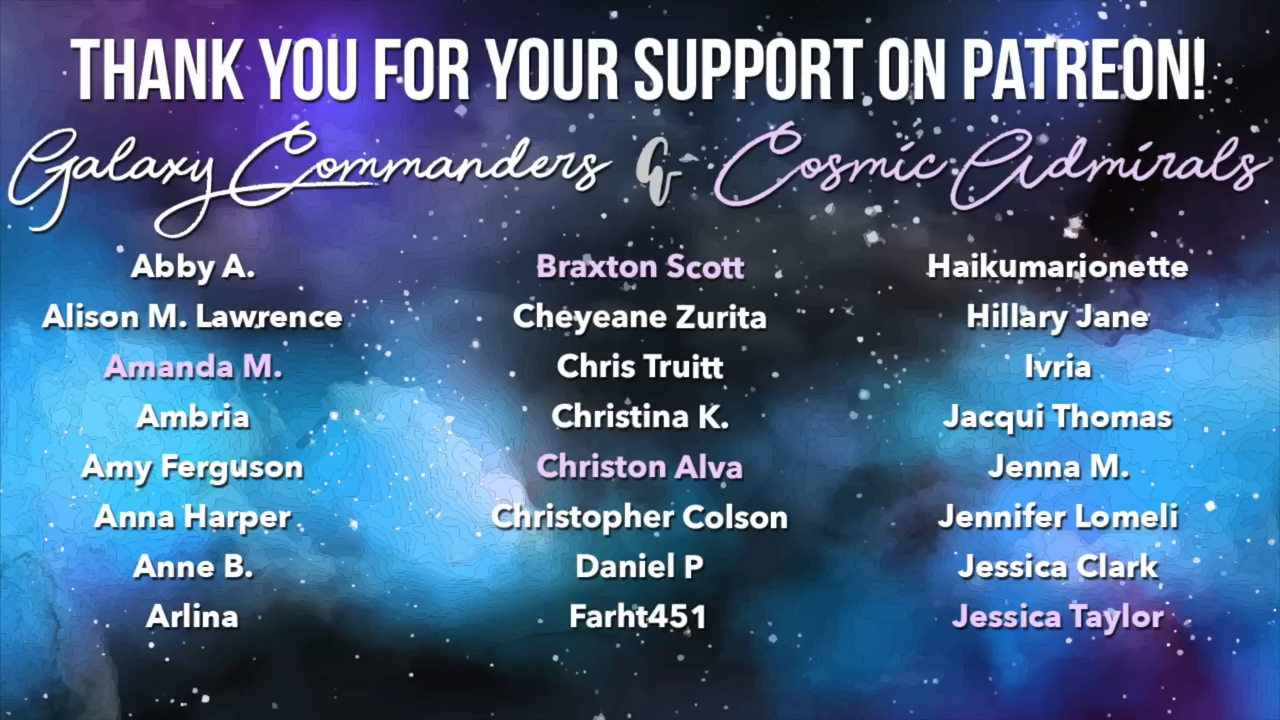 THANK YOU FOR YOUR SUPPORT ON PATREON!
Galaxy Commanders & Cosmic Admirals
Abby A.
Alison M. Lawrence
Amanda M.
Ambria
Amy Ferguson
Anna Harper
Anne B.
Arlina
Braxton Scott
Cheyeane Zurita
Chris Truitt
Christina K.
Christon Alva
Christopher Colson
Daniel P
Farht451
Haikumarionette
Hillary Jane
Ivria
Jacqui Thomas
Jenna M.
Jennifer Lomeli
Jessica Clark
Jessica Taylor